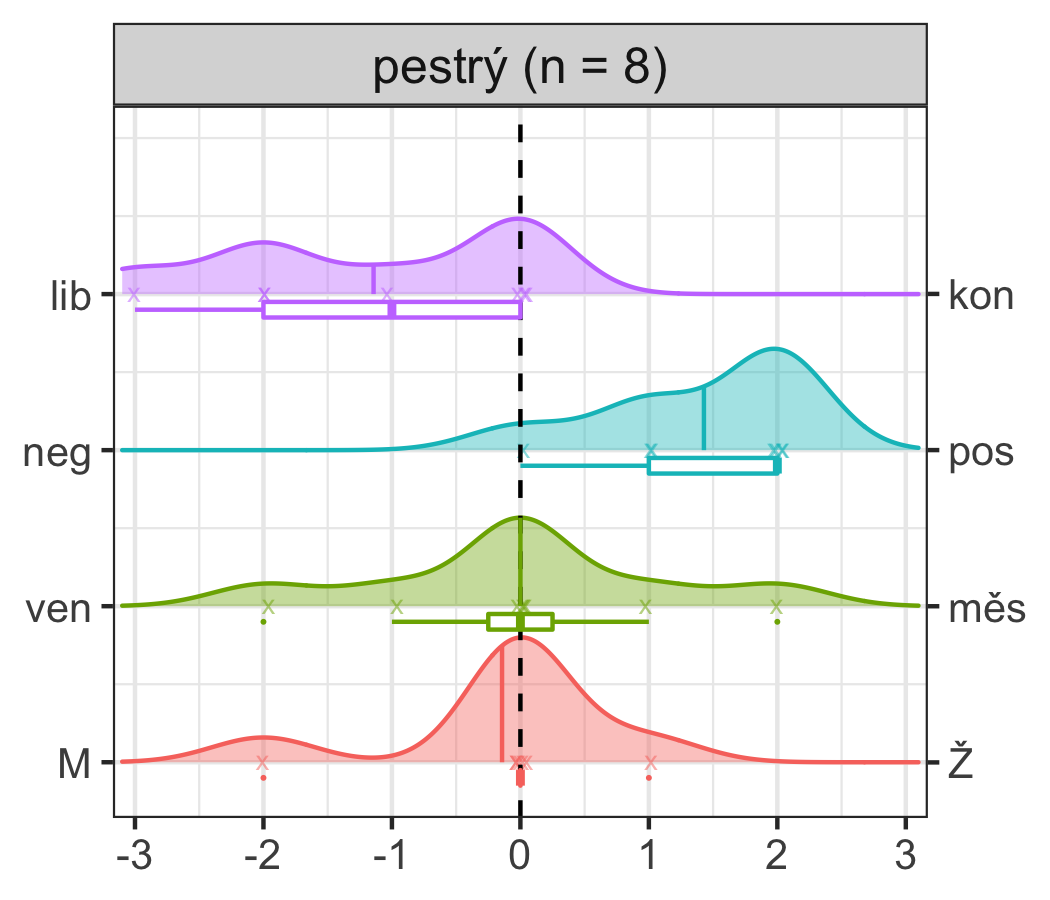 pestrý (n = 8)
lib kon
neg pos
ven měs
M Ž
-3 -2 -1 0 1 2 3